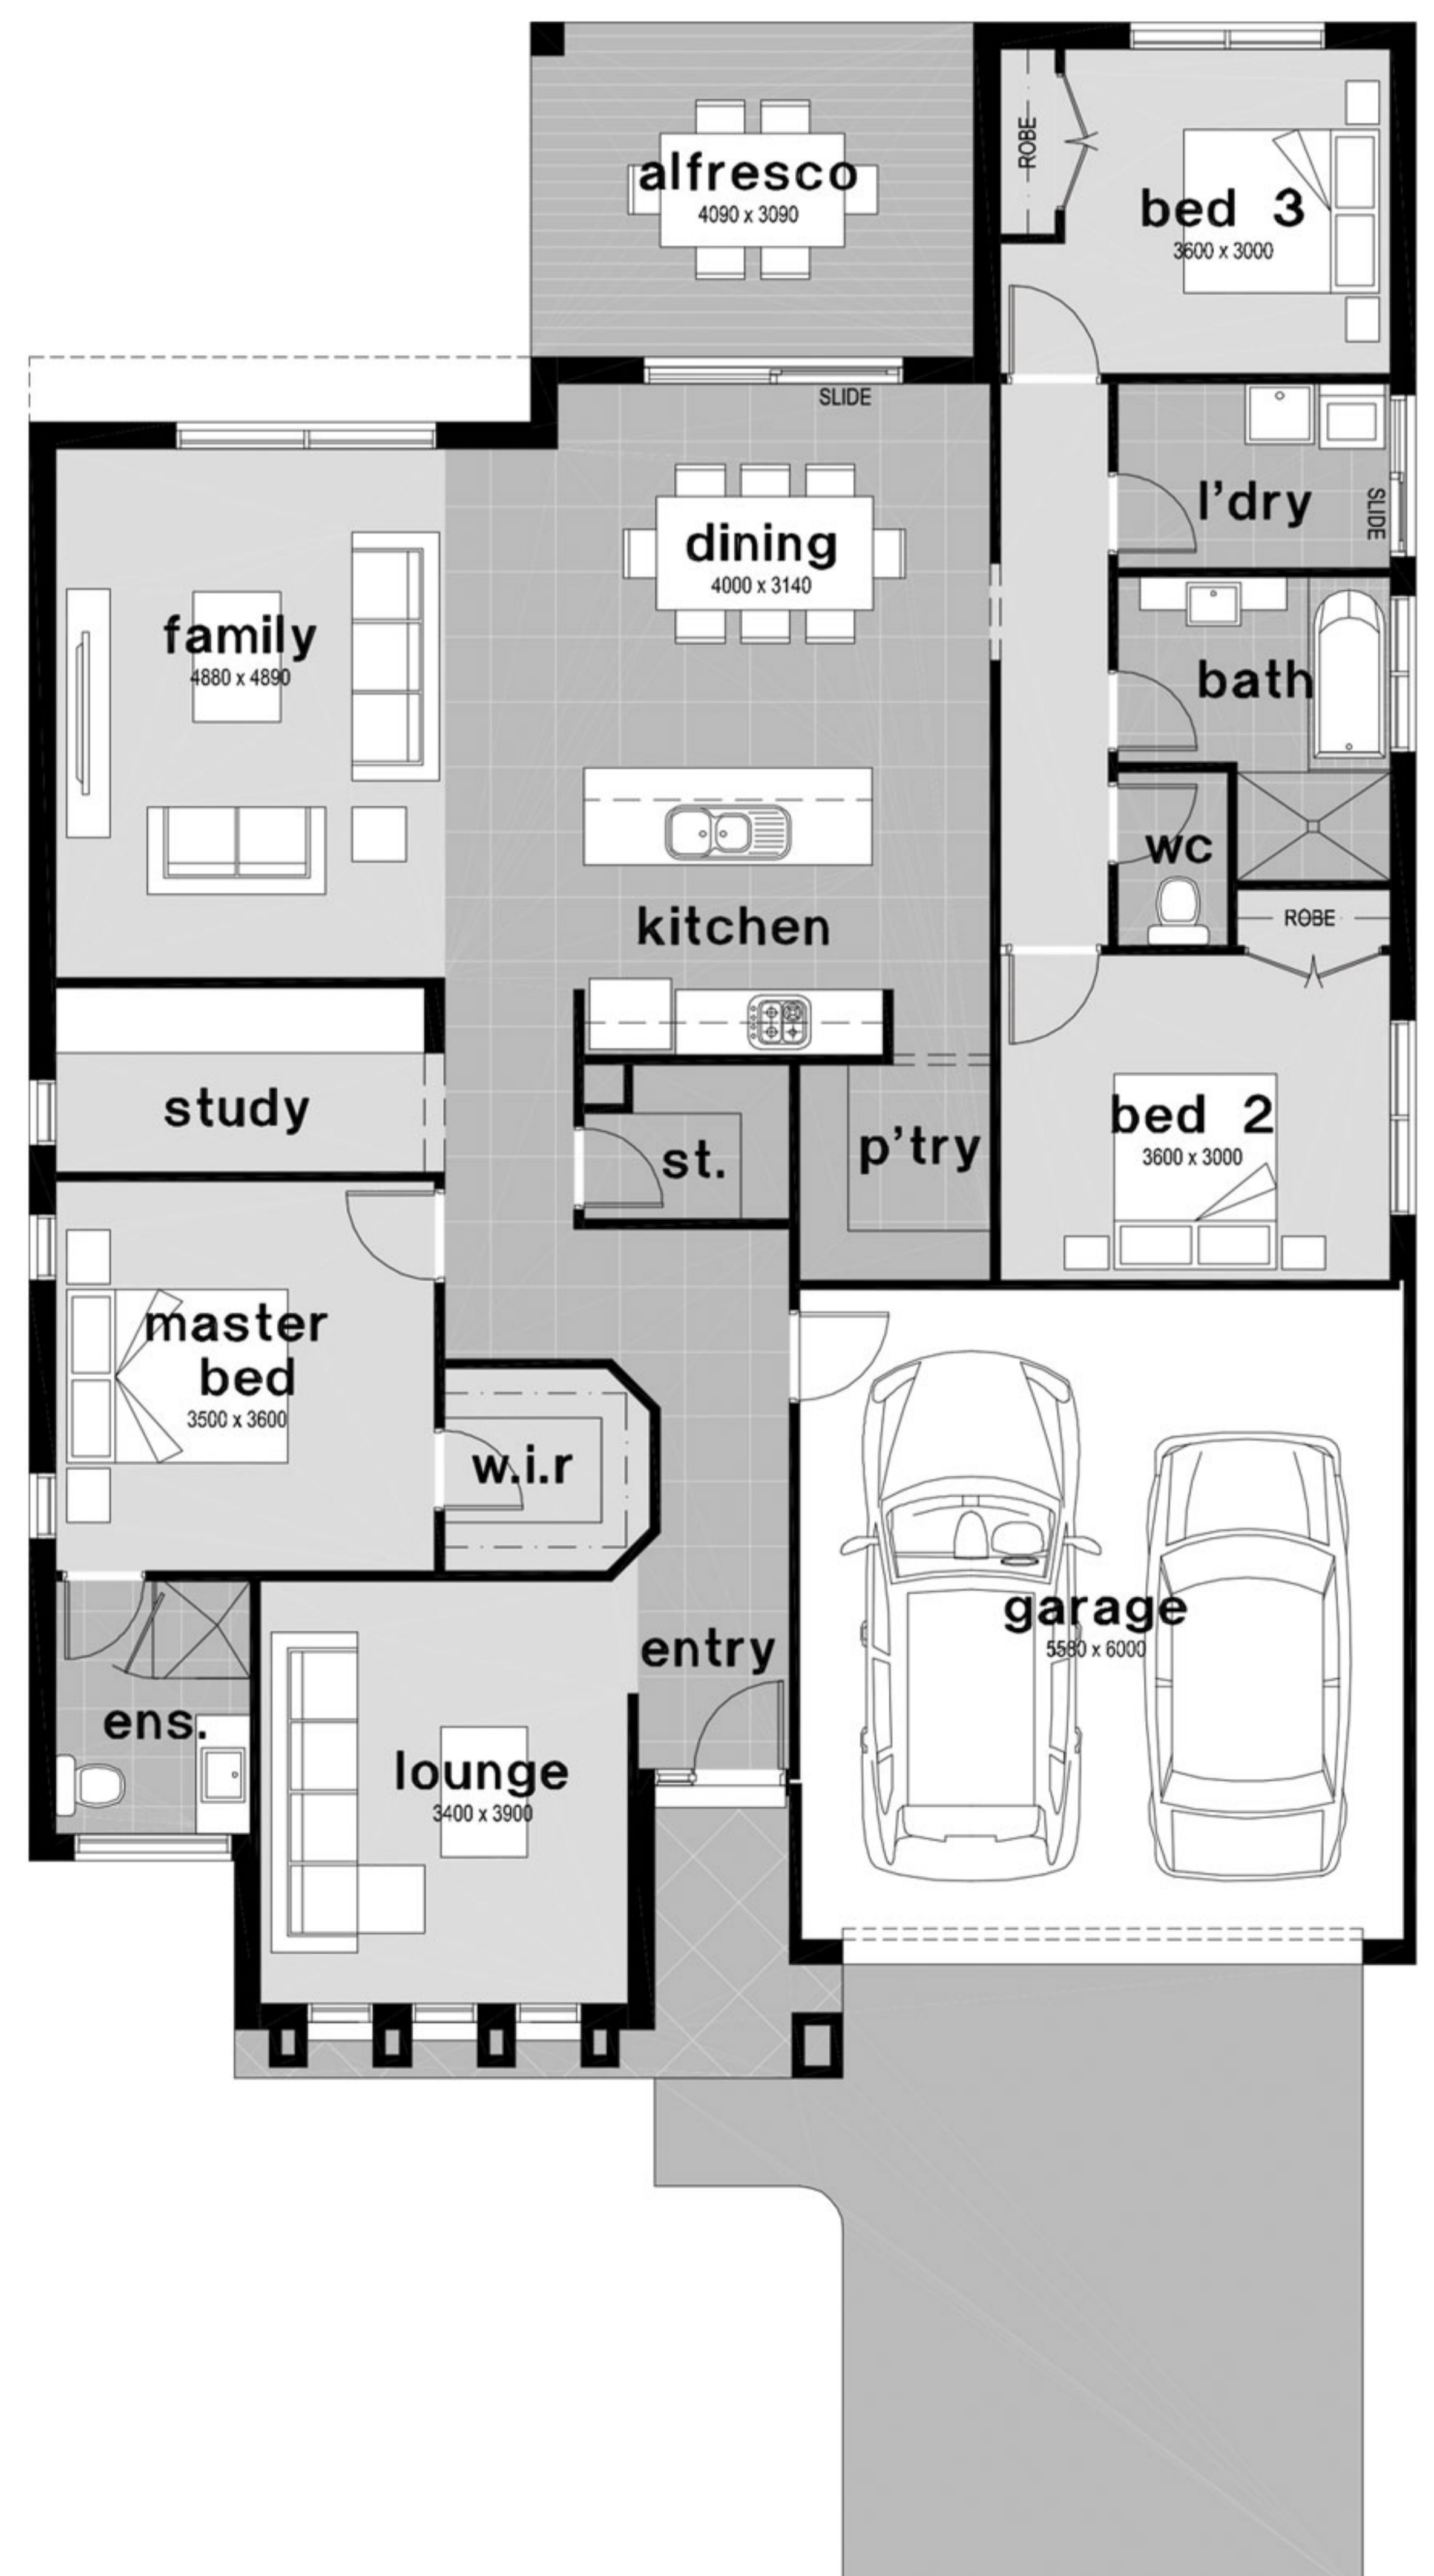 alfresco
4090 x 3090
ROBE
bed 3
3600 x 3000
SLIDE
dining
4000 x 3140
l'dry
SLIDE
family
4880 x 4890
bath
wc
kitchen
ROBE
study
st.
p'try
bed 2
3600 x 3000
master
bed
3500 x 3600
w.i.r
garage
5580 x 6000
entry
ens.
lounge
3400 x 3900